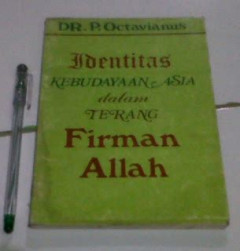 DR. P. Octavianus
Identitas
KEBUDAYAAN ASIA
dalam
TERANG
Firman
Allah